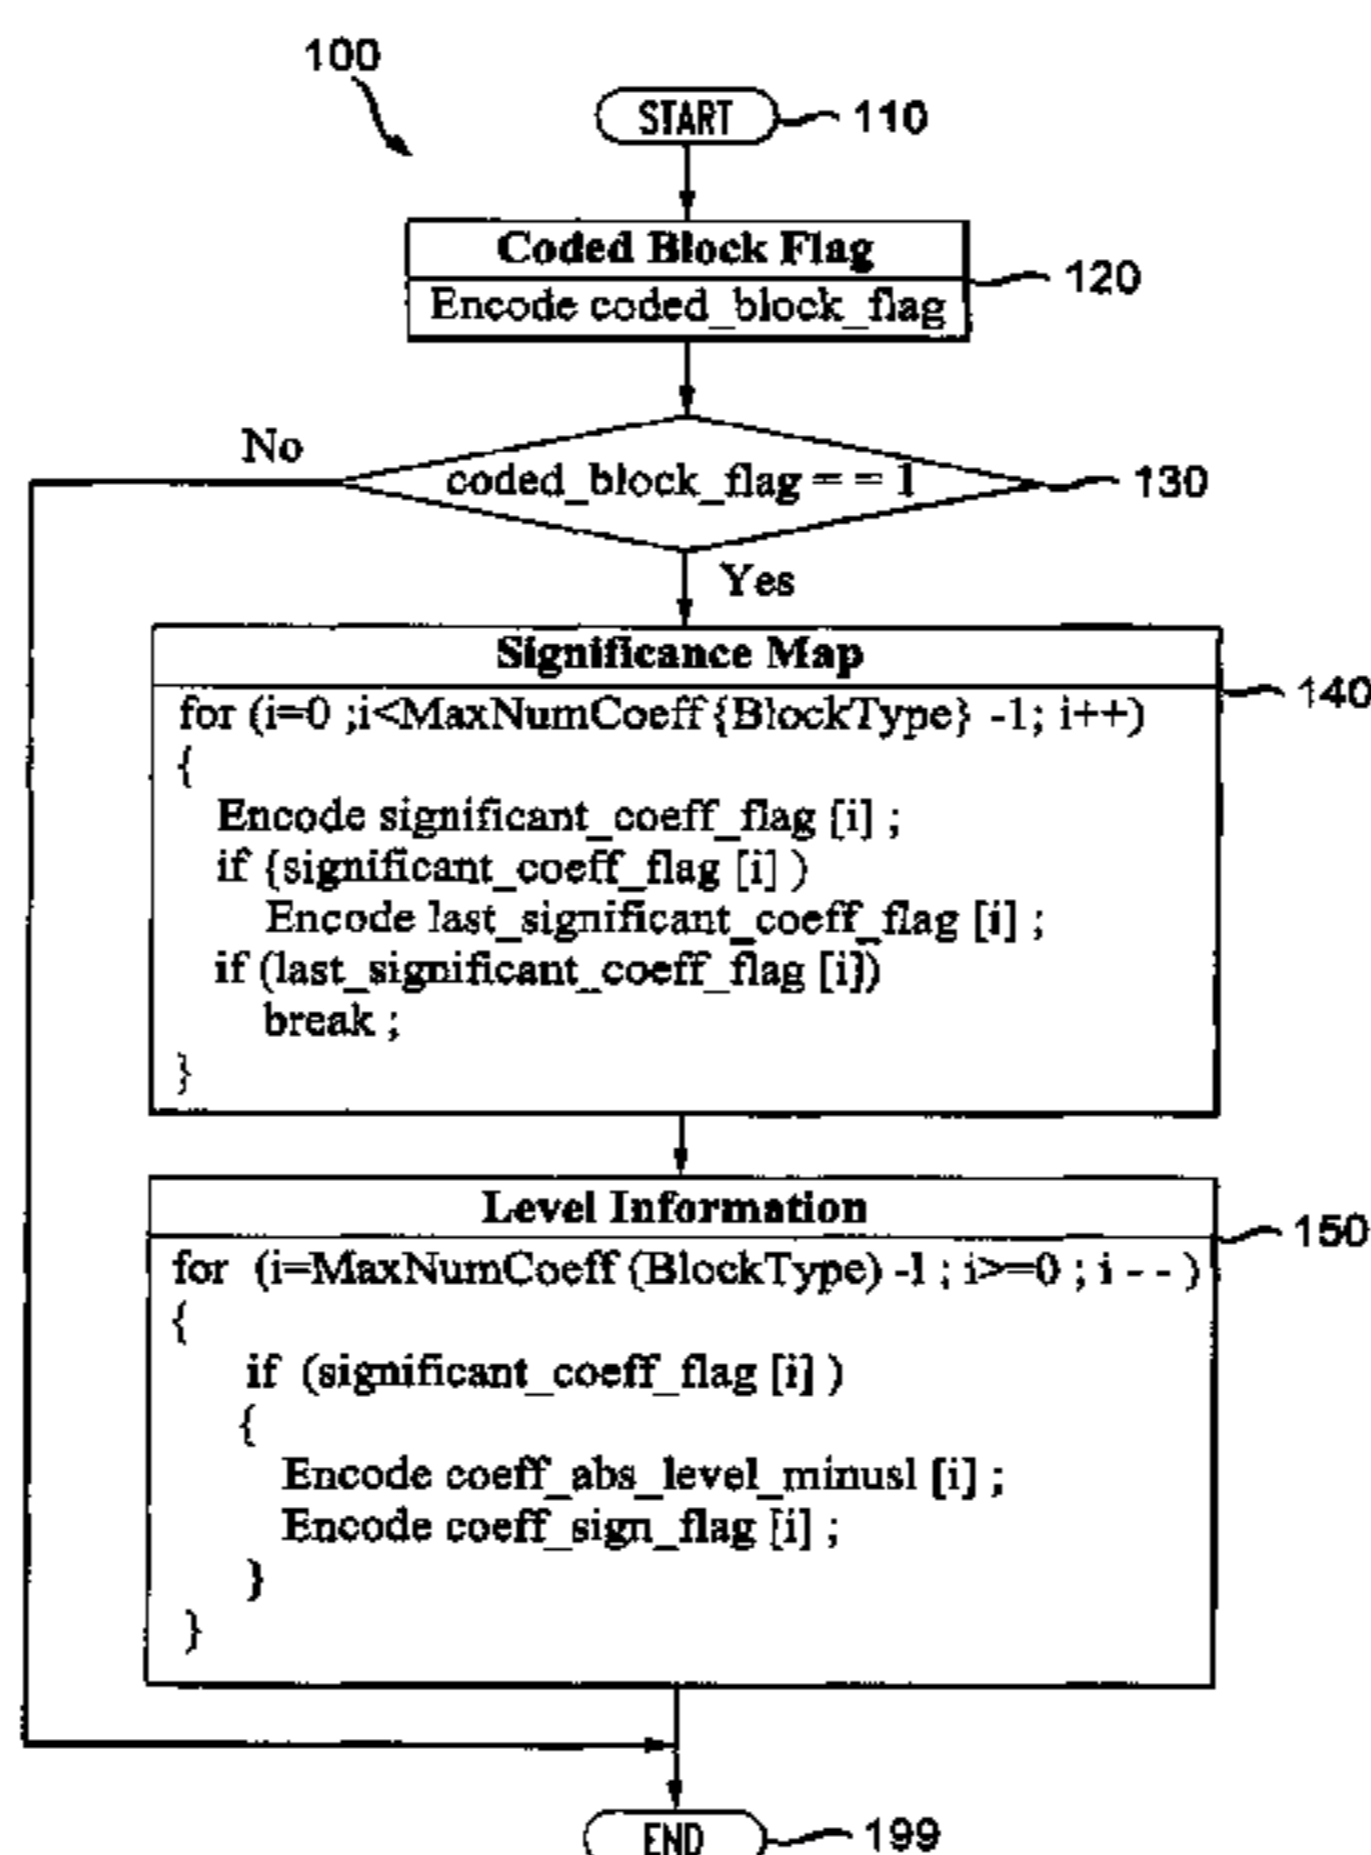 100
START
110
Coded Block Flag
120
Encode coded_block_flag
No
coded_block_flag = = 1
130
Yes
Significance Map
140
for (i=0 ;i<MaxNumCoeff {BlockType} -1; i++)
{
Encode significant_coeff_flag [i] ;
if {significant_coeff_flag [i] )
Encode last_significant_coeff_flag [i] ;
if (last_significant_coeff_flag [i])
break ;
}
Level Information
150
for (i=MaxNumCoeff (BlockType) -1 ; i>=0 ; i - - )
{
if (significant_coeff_flag [i] )
{
Encode coeff_abs_level_minusl [i] ;
Encode coeff_sign_flag [i] ;
}
}
END
199